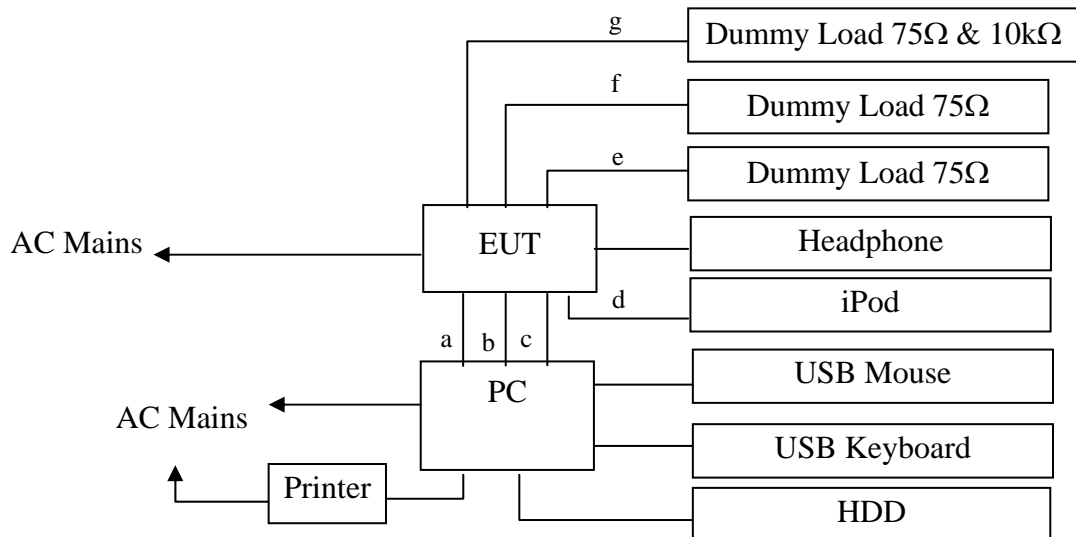 g
Dummy Load 75Ω & 10kΩ
f
Dummy Load 75Ω
e
Dummy Load 75Ω
AC Mains
EUT
Headphone
d
iPod
a
b
c
PC
USB Mouse
AC Mains
USB Keyboard
Printer
HDD